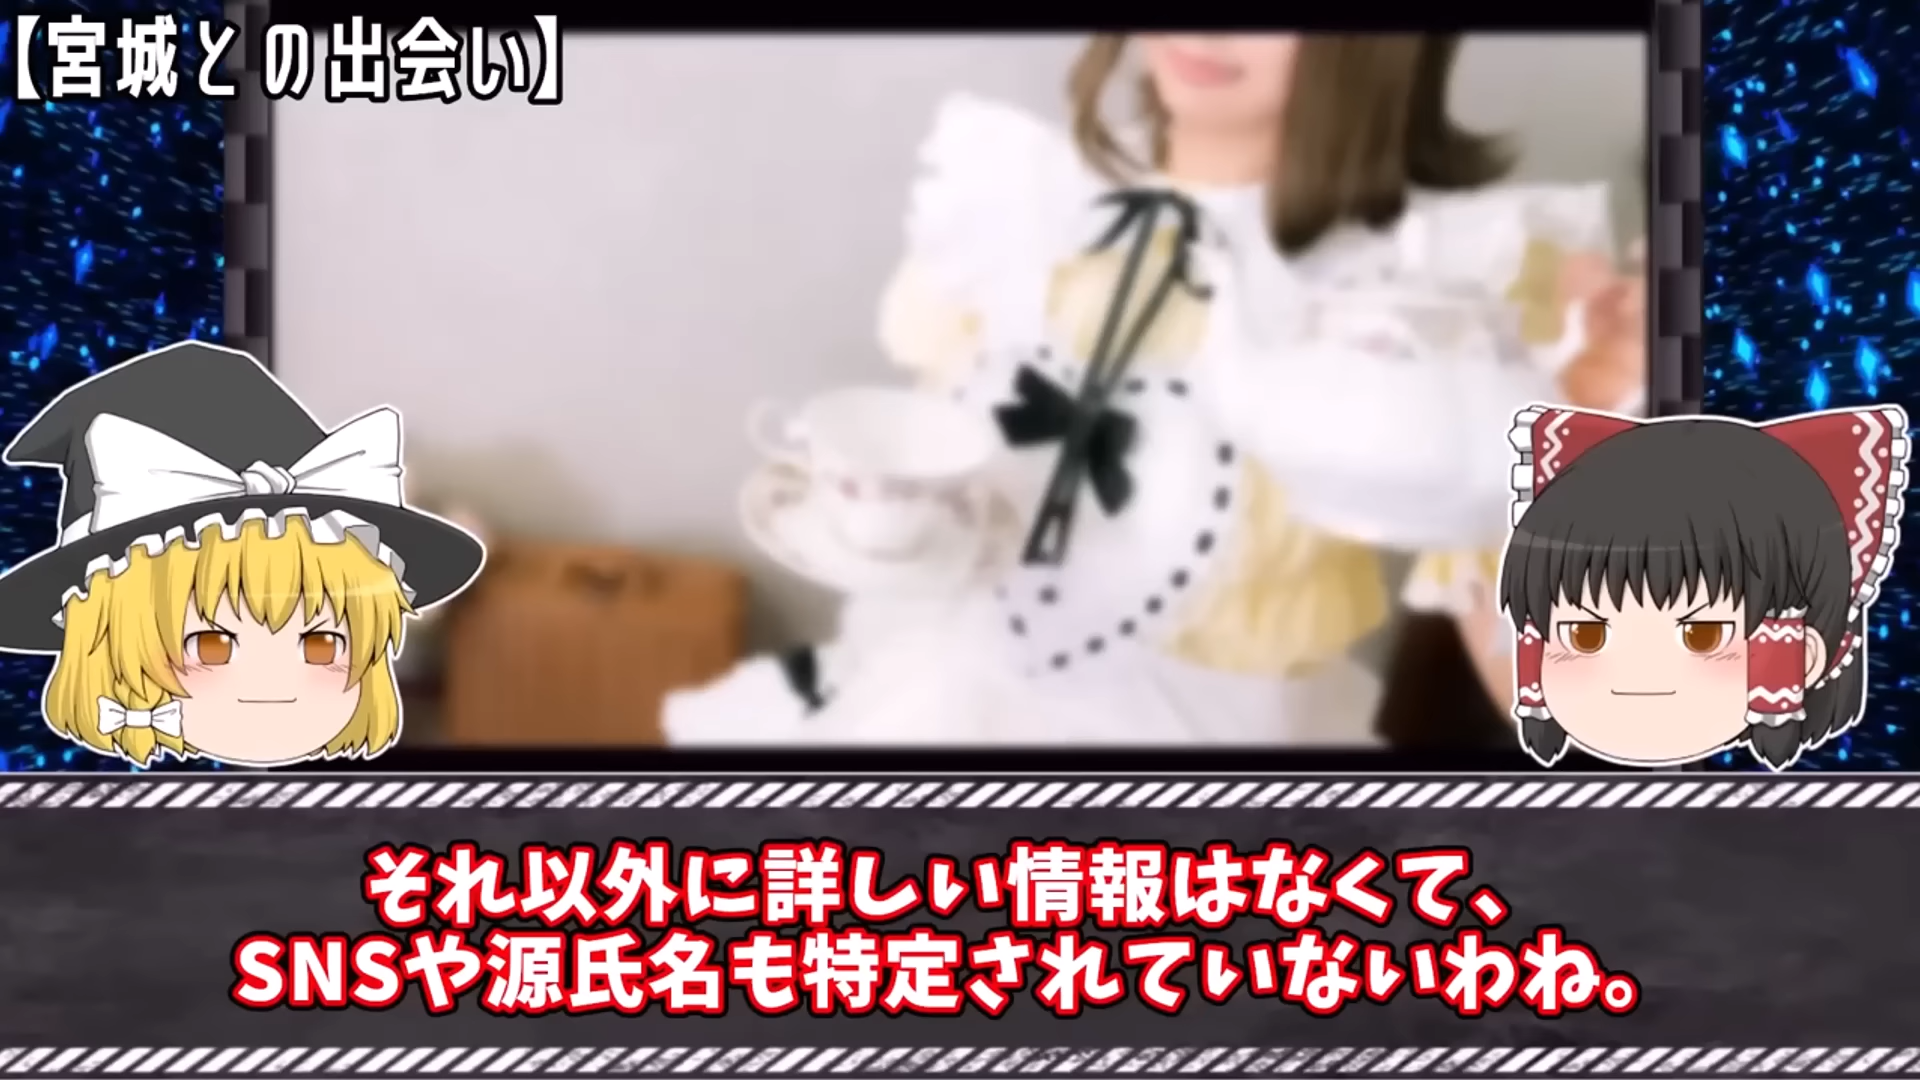 【宮城との出会い】
それ以外に詳しい情報はなくて、
SNSや源氏名も特定されていないわね。